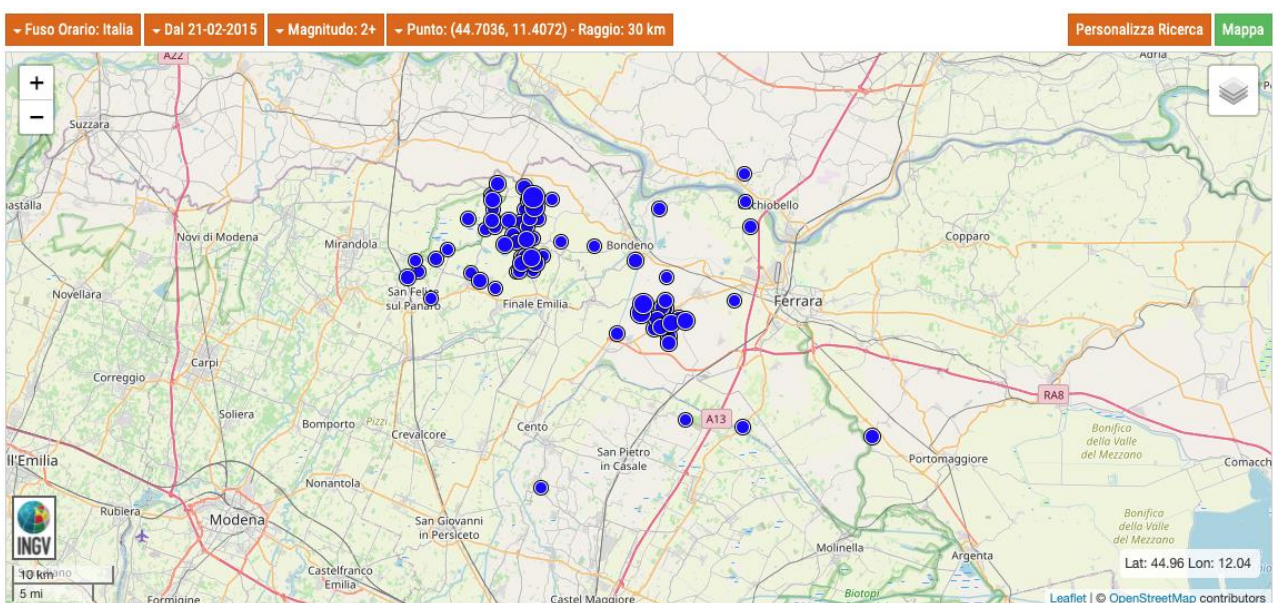 Fuso Orario: Italia
Dal 21-02-2015
Magnitudo: 2+
Punto: (44.7036, 11.4072) - Raggio: 30 km
Personalizza Ricerca
Mappa
A22
Adria
+
−
Suzzara
Novi di Modena
Mirandola
Bondeno
Copparo
Novellara
San Felice
sul Panaro
Finale Emilia
Ferrara
Carpi
Correggio
RA8
Soliera
Bomporto
Pizzi
Crevalcore
Cento
A13
Bonifica
della Valle
del Mezzano
San Pietro
in Casale
Portomaggiore
Comacch
Nonantola
Rubiera
Modena
San Giovanni
in Persiceto
Bonifica
della Valle
del Mezzano
INGV
Molinella
Argenta
Lat: 44.96 Lon: 12.04
10 km
Castelfranco
Emilia
5 mi
Formigine
Castel Maggiore
Biotopi
Leaflet | © OpenStreetMap contributors